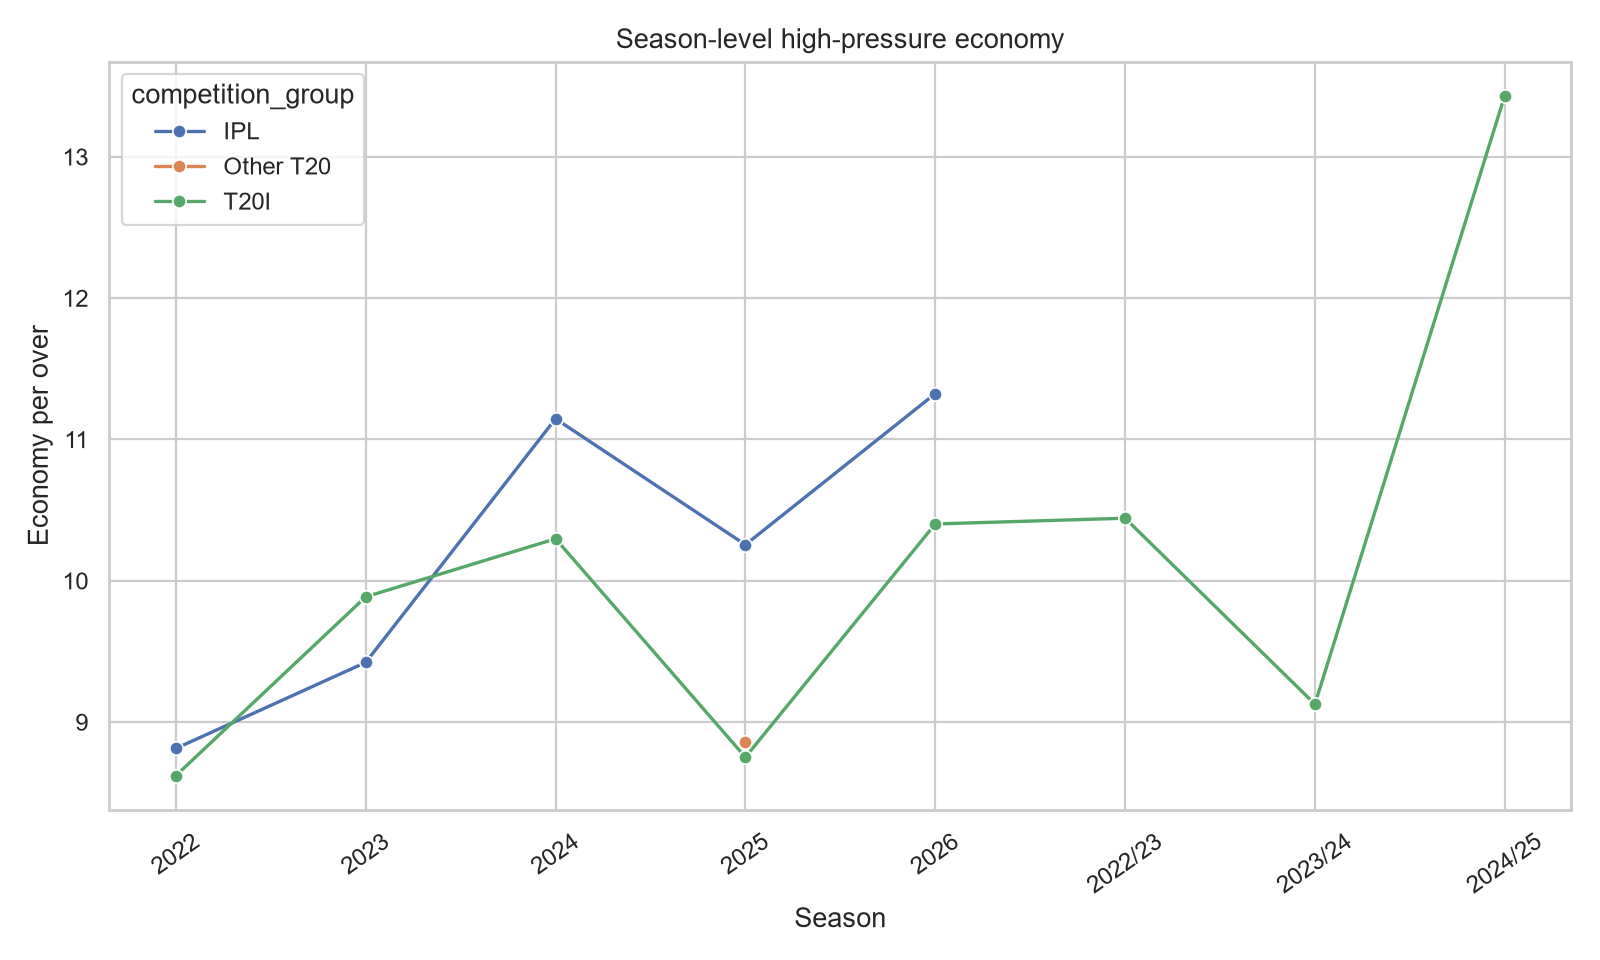 Season-level high-pressure economy
competition_group
IPL
Other T20
T20I
Economy per over
13
12
11
10
9
2022
2023
2024
2025
2026
2022/23
2023/24
2024/25
Season